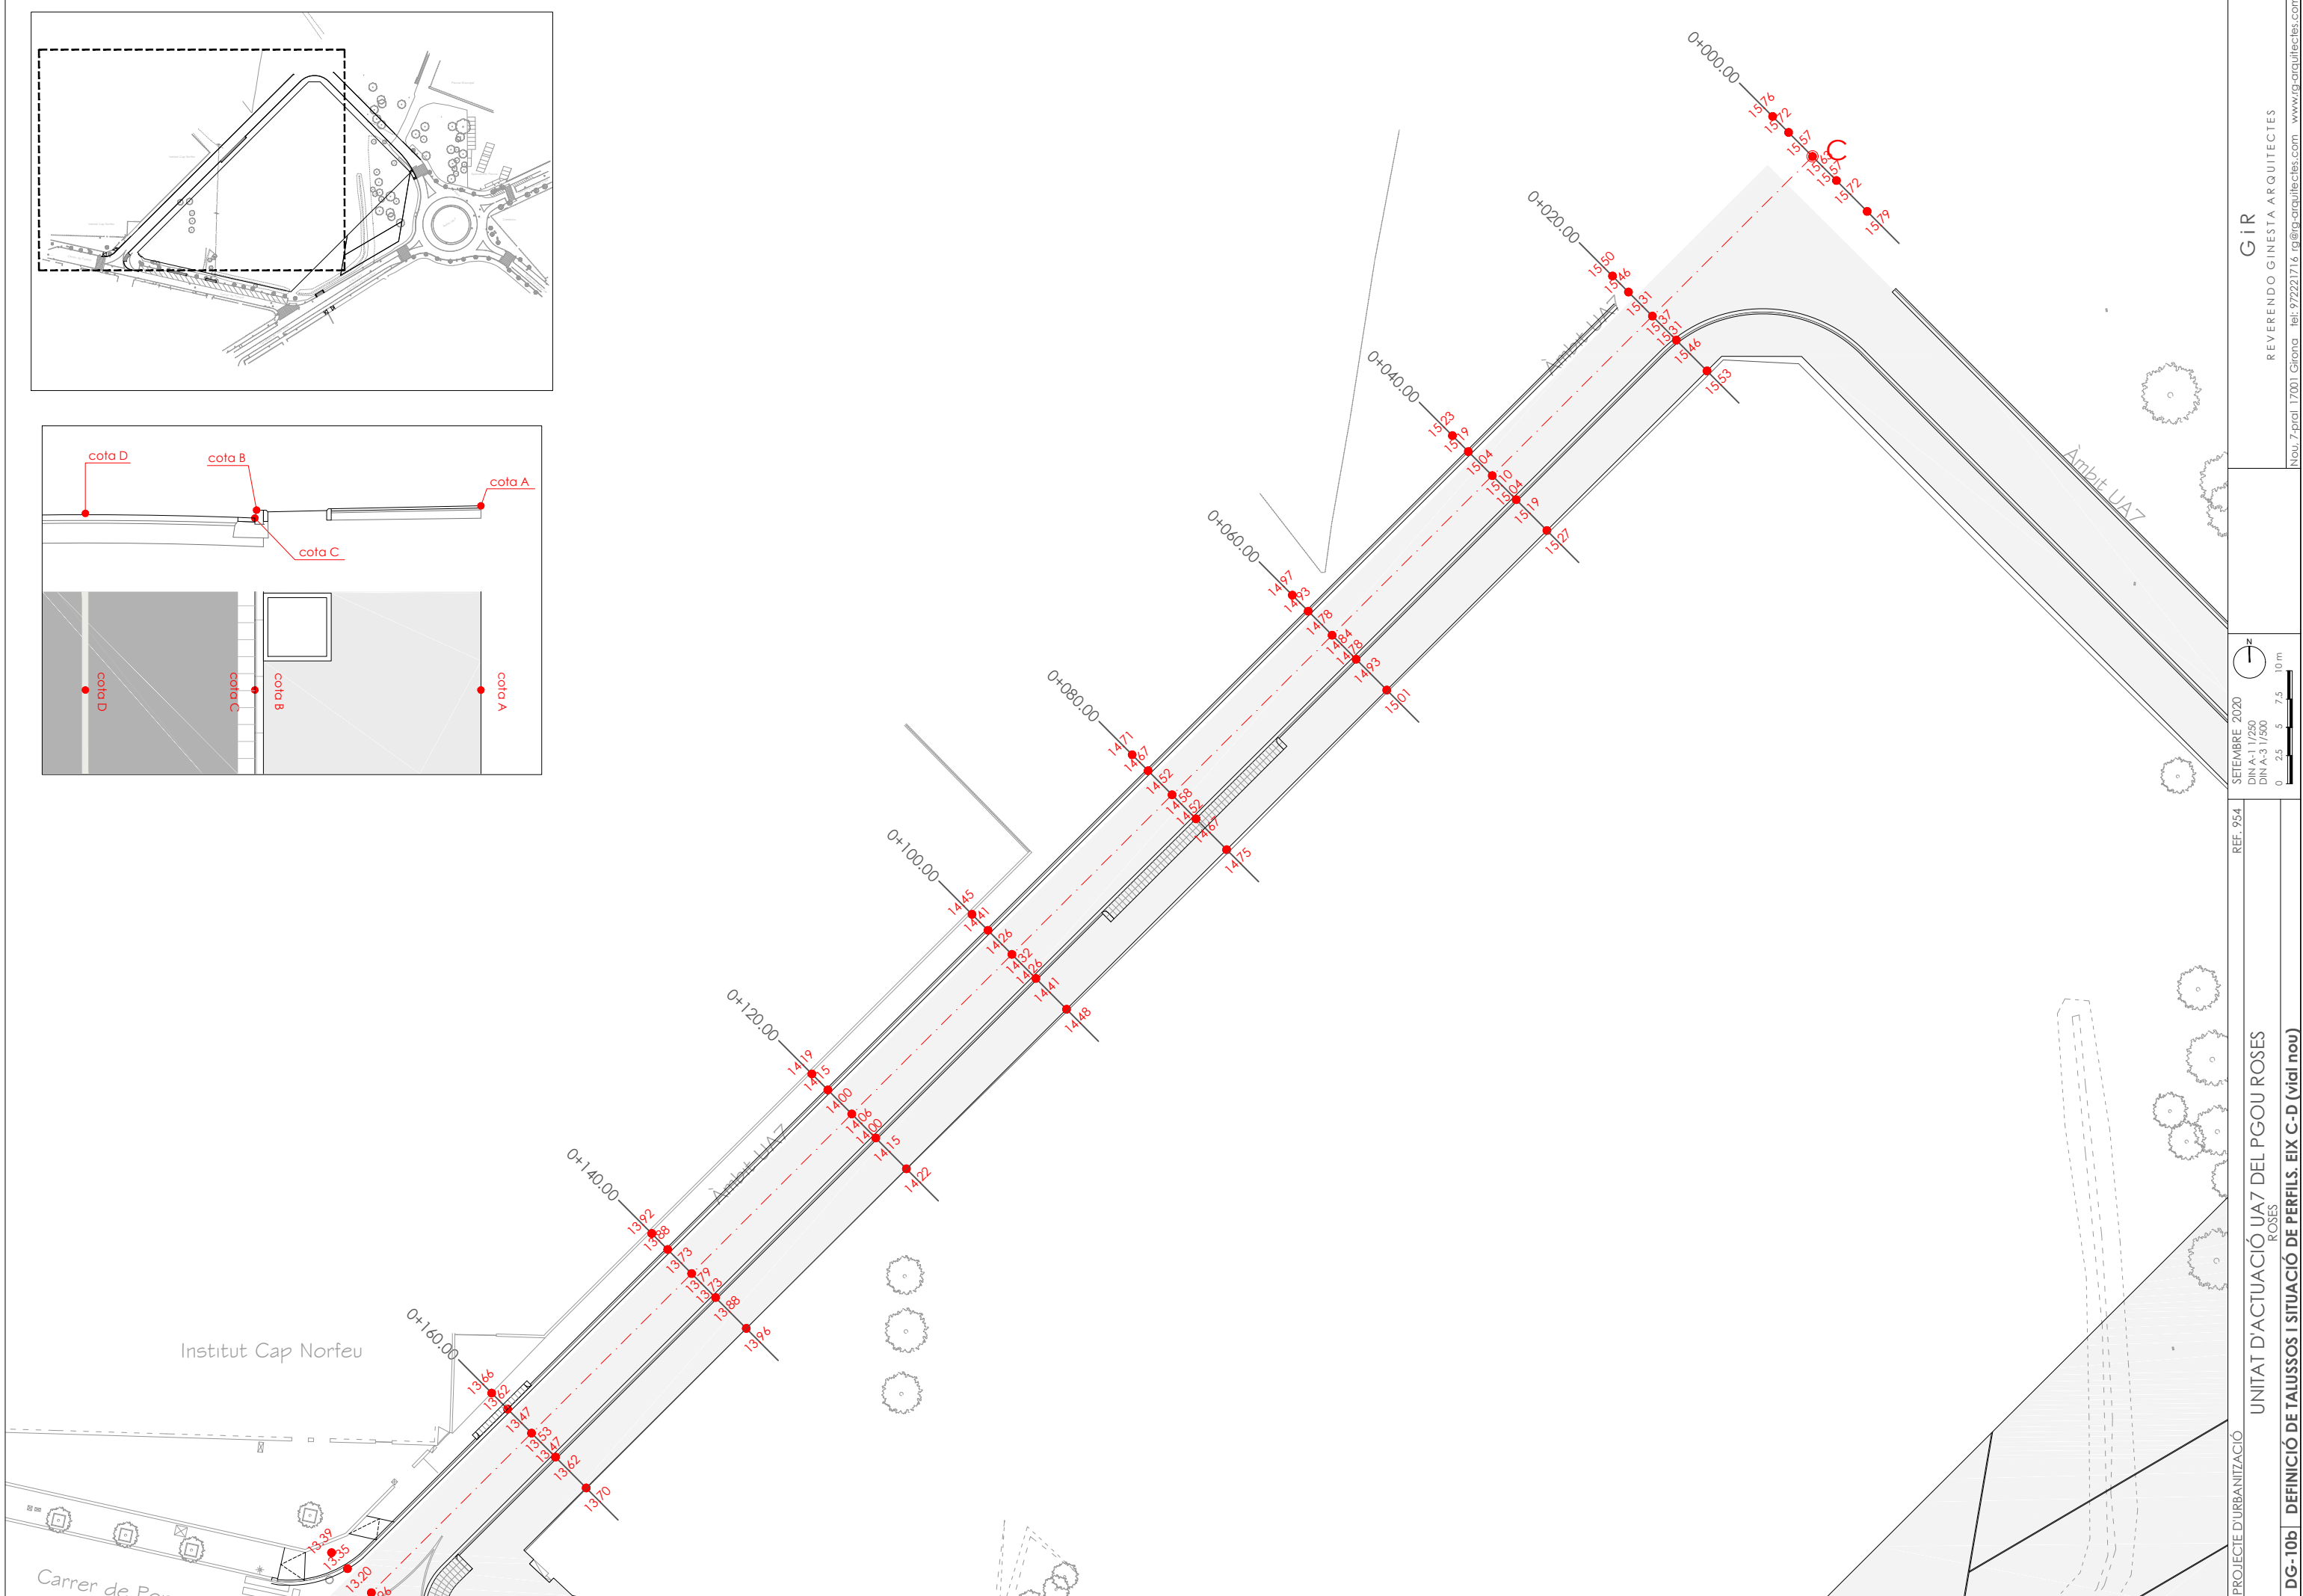 cota D
cota B
cota A
cota C
cota D
cota C
cota B
cota A
C
0+000.00
15.76
15.72
15.57
15.63
15.57
15.72
15.79
0+020.00
15.50
15.46
15.31
15.37
15.31
15.46
15.53
0+040.00
15.23
15.19
15.04
15.10
15.04
15.19
15.27
0+060.00
14.97
14.93
14.78
14.84
14.78
14.93
15.01
0+080.00
14.71
14.67
14.52
14.58
14.52
14.67
14.75
0+100.00
14.45
14.41
14.26
14.32
14.26
14.41
14.48
0+120.00
14.19
14.15
14.00
14.06
14.00
14.15
14.22
0+140.00
13.92
13.88
13.73
13.79
13.73
13.88
13.96
0+160.00
13.66
13.62
13.47
13.53
13.47
13.62
13.70
13.39
13.35
13.20
Àmbit UA7
Àmbit UA7
Àmbit UA7
Institut Cap Norfeu
Carrer de
GiR
REVERENDO GINESTA ARQUITECTES
Nou, 7-pral 17001 Girona tel: 972221716 rg@rg-arquitectes.com www.rg-arquitectes.com
N
SETEMBRE 2020
DIN A-1 1/250
DIN A-3 1/500
0 2.5 5 7.5 10 m
REF. 954
PROJECTE D'URBANITZACIÓ
UNITAT D'ACTUACIÓ UA7 DEL PGOU ROSES
ROSES
DG-10b DEFINICIÓ DE TALUSSOS I SITUACIÓ DE PERFILS. EIX C-D (vial nou)